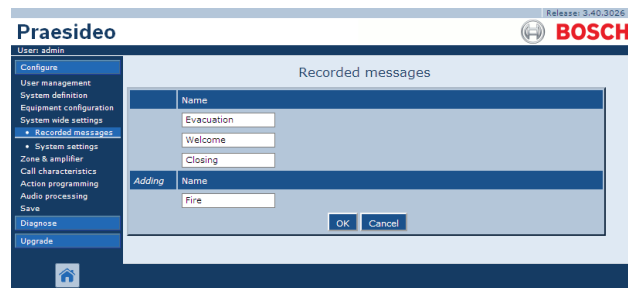 Release: 3.40.3026
Praesideo
BOSCH
User: admin
Configure
User management
System definition
Equipment configuration
System wide settings
• Recorded messages
• System settings
Zone & amplifier
Call characteristics
Action programming
Audio processing
Save
Diagnose
Upgrade
Recorded messages
Name
Evacuation
Welcome
Closing
Adding Name
Fire
OK Cancel